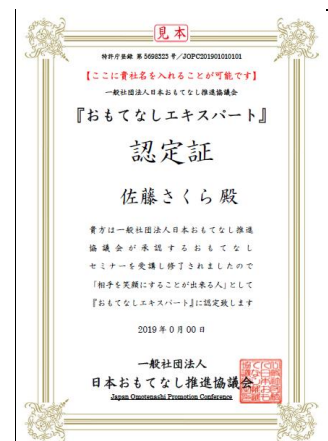 見本
特許庁登録 第5698323号/JOPC201901010101
【ここに貴社名を入れることが可能です】
一般社団法人日本おもてなし推進協議会
『おもてなしエキスパート』
認定証
佐藤さくら 殿
貴方は一般社団法人日本おもてなし推進
協議会が承認するおもてなし
セミナーを受講し修了されましたので
「相手を笑顔にすることが出来る人」として
『おもてなしエキスパート』に認定致します
2019年0月00日
一般社団法人
日本おもてなし推進協議会
Japan Omotenashi Promotion Conference